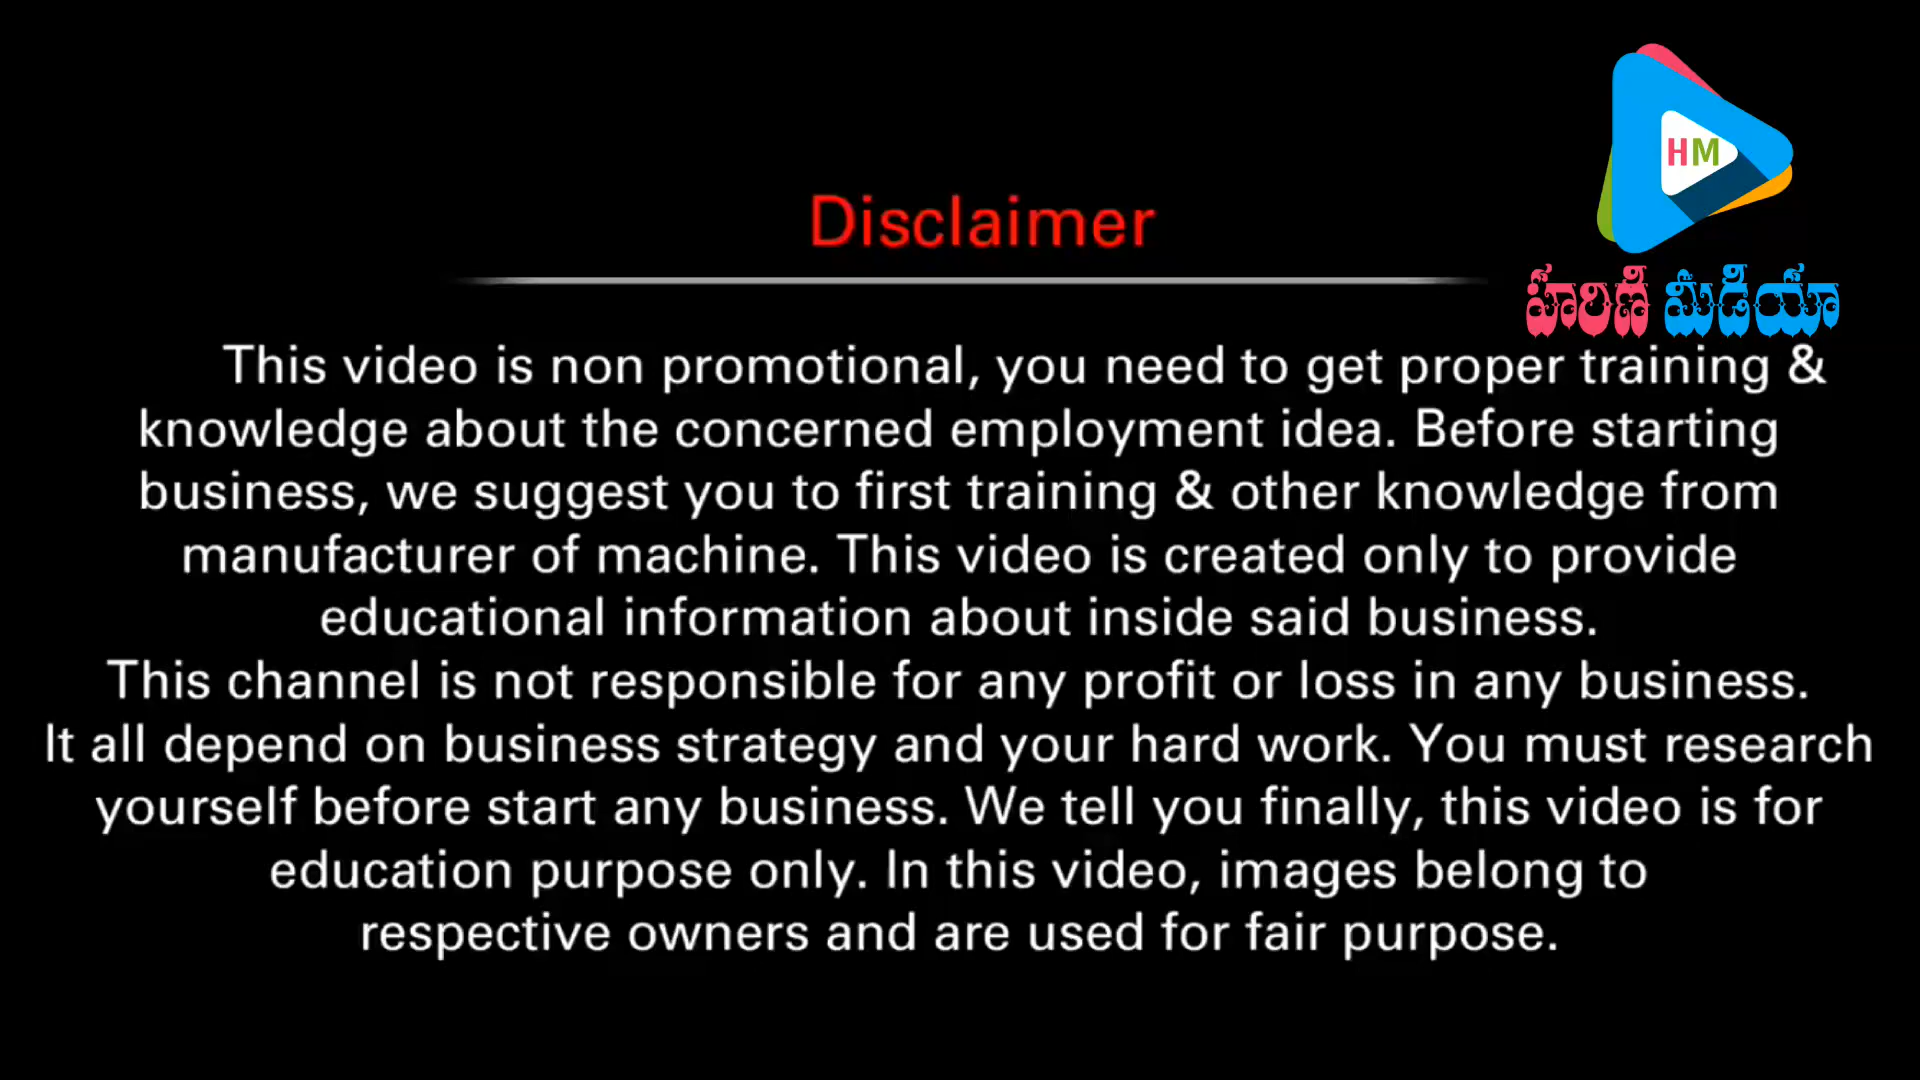 HM
హరిణి మీడియా
Disclaimer
This video is non promotional, you need to get proper training &
knowledge about the concerned employment idea. Before starting
business, we suggest you to first training & other knowledge from
manufacturer of machine. This video is created only to provide
educational information about inside said business.
This channel is not responsible for any profit or loss in any business.
It all depend on business strategy and your hard work. You must research
yourself before start any business. We tell you finally, this video is for
education purpose only. In this video, images belong to
respective owners and are used for fair purpose.